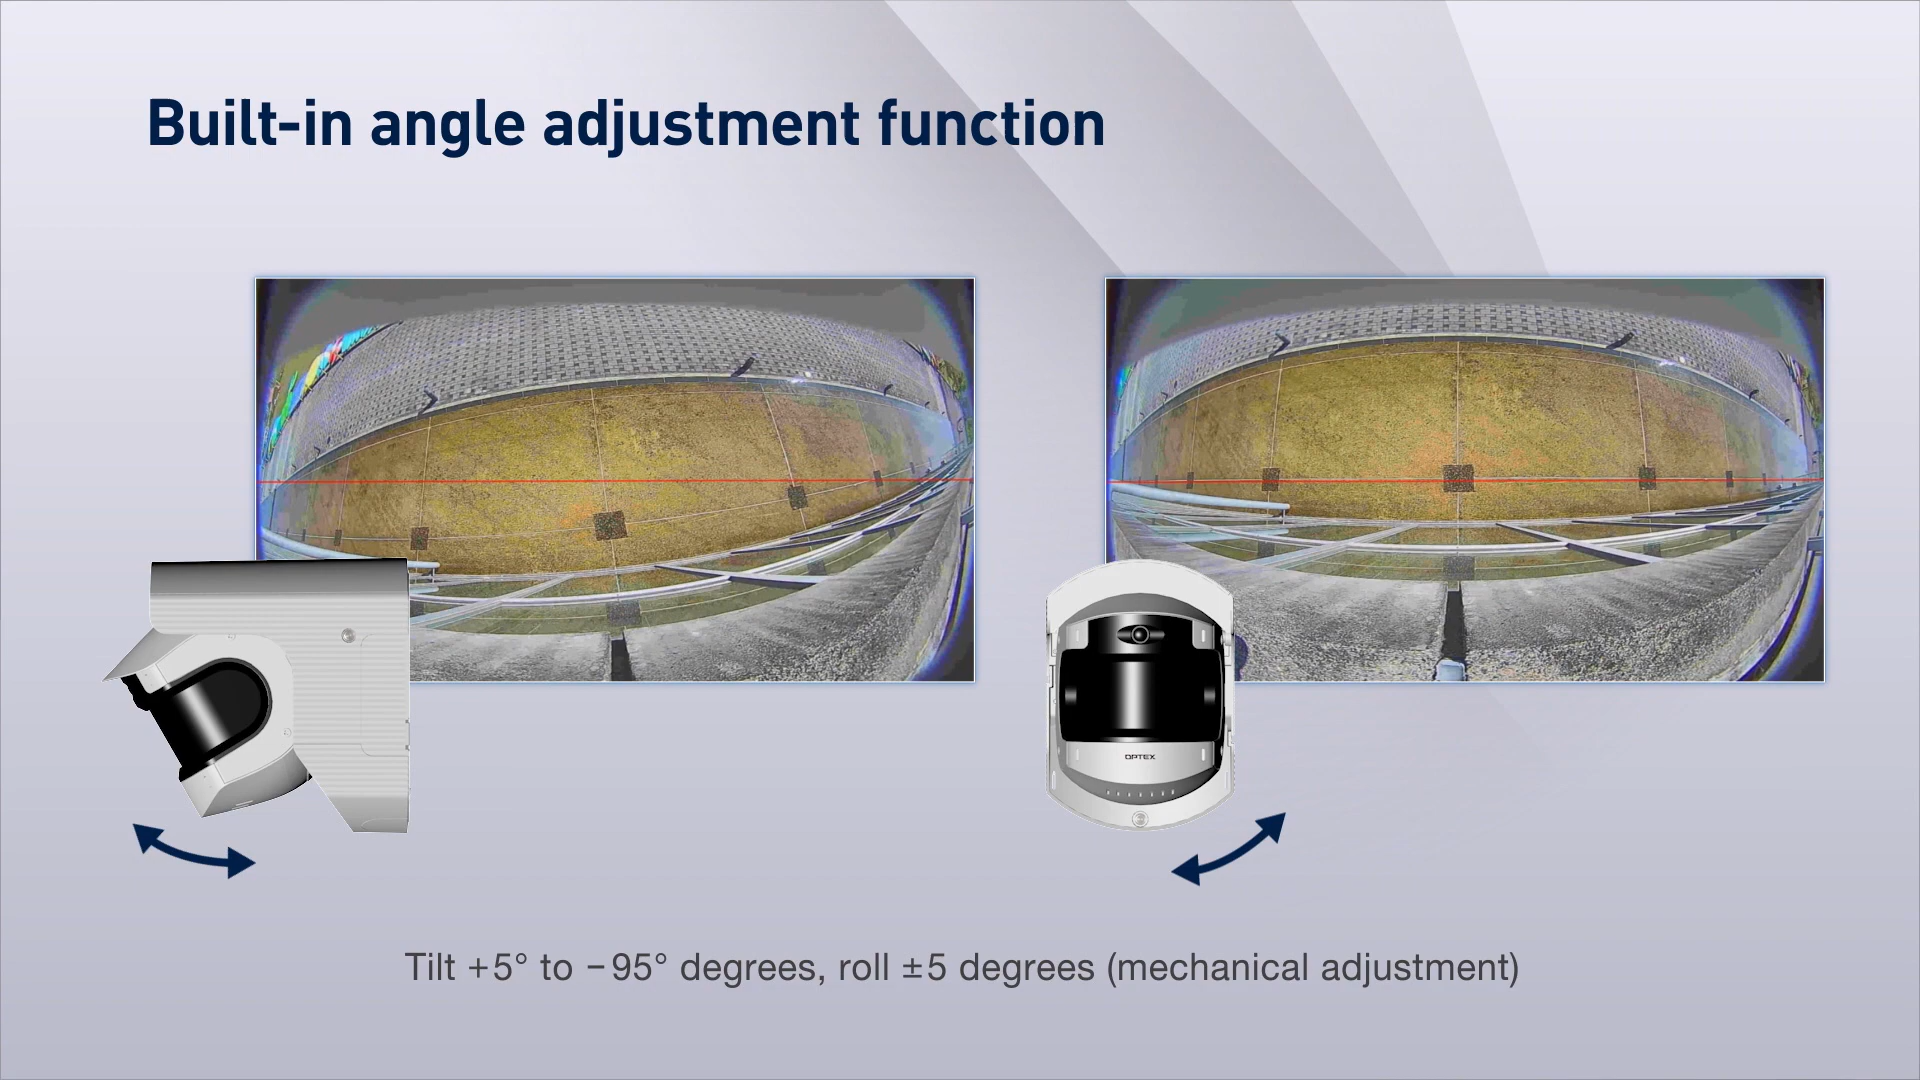 Built-in angle adjustment function
OPTEX
Tilt +5° to −95° degrees, roll ±5 degrees (mechanical adjustment)